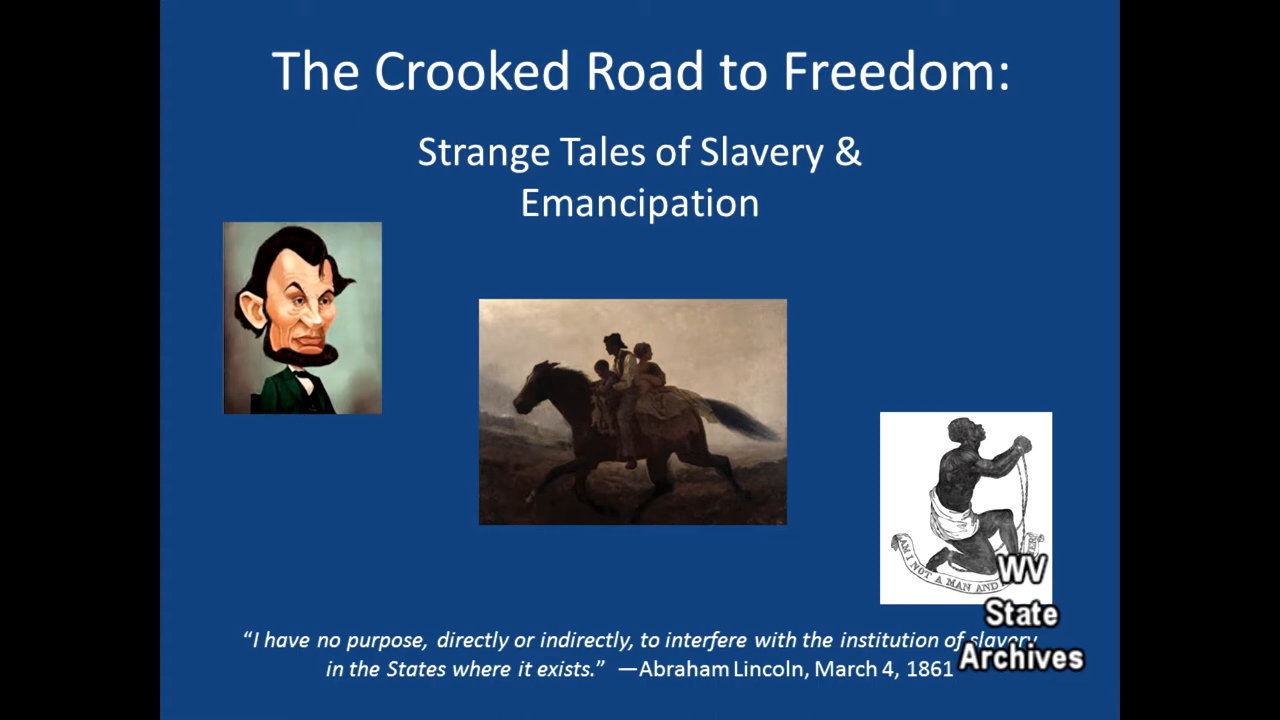 The Crooked Road to Freedom:
Strange Tales of Slavery &
Emancipation
AM I NOT A MAN AND
“I have no purpose, directly or indirectly, to interfere with the institution of slavery
in the States where it exists.” —Abraham Lincoln, March 4, 1861
WV
State
Archives